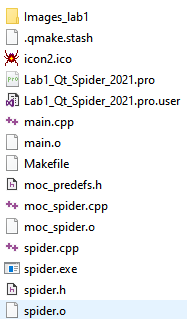 Images_lab1
.qmake.stash
icon2.ico
Lab1_Qt_Spider_2021.pro
Lab1_Qt_Spider_2021.pro.user
main.cpp
main.o
Makefile
moc_predefs.h
moc_spider.cpp
moc_spider.o
spider.cpp
spider.exe
spider.h
spider.o